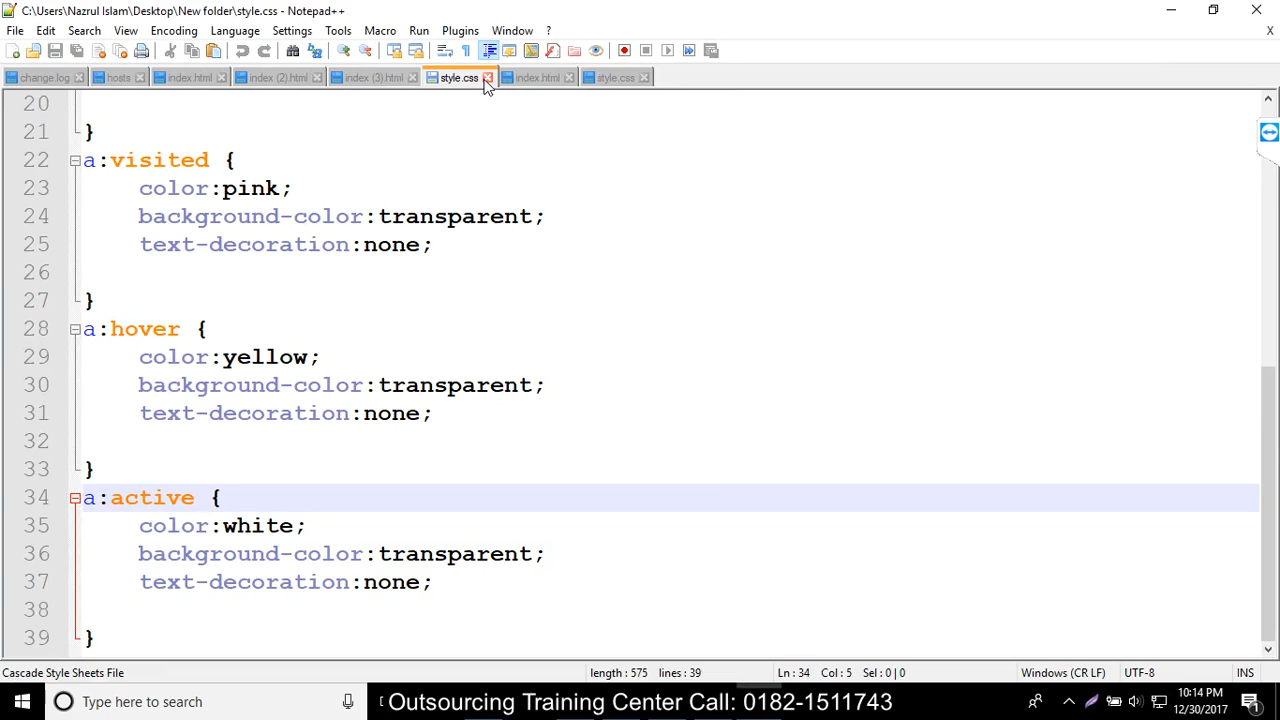 C:\Users\Nazrul Islam\Desktop\New folder\style.css - Notepad++
File Edit Search View Encoding Language Settings Tools Macro Run Plugins Window ? X
change.log hosts index.html index (2).html index (3).html style.css index.html style.css
20
21 }
22 a:visited {
23 color:pink;
24 background-color:transparent;
25 text-decoration:none;
26
27 }
28 a:hover {
29 color:yellow;
30 background-color:transparent;
31 text-decoration:none;
32
33 }
34 a:active {
35 color:white;
36 background-color:transparent;
37 text-decoration:none;
38
39 }
Cascade Style Sheets File length : 575 lines : 39 Ln : 34 Col : 5 Sel : 0 | 0 Windows (CR LF) UTF-8 INS
Type here to search [ Outsourcing Training Center Call: 0182-1511743 10:14 PM
12/30/2017